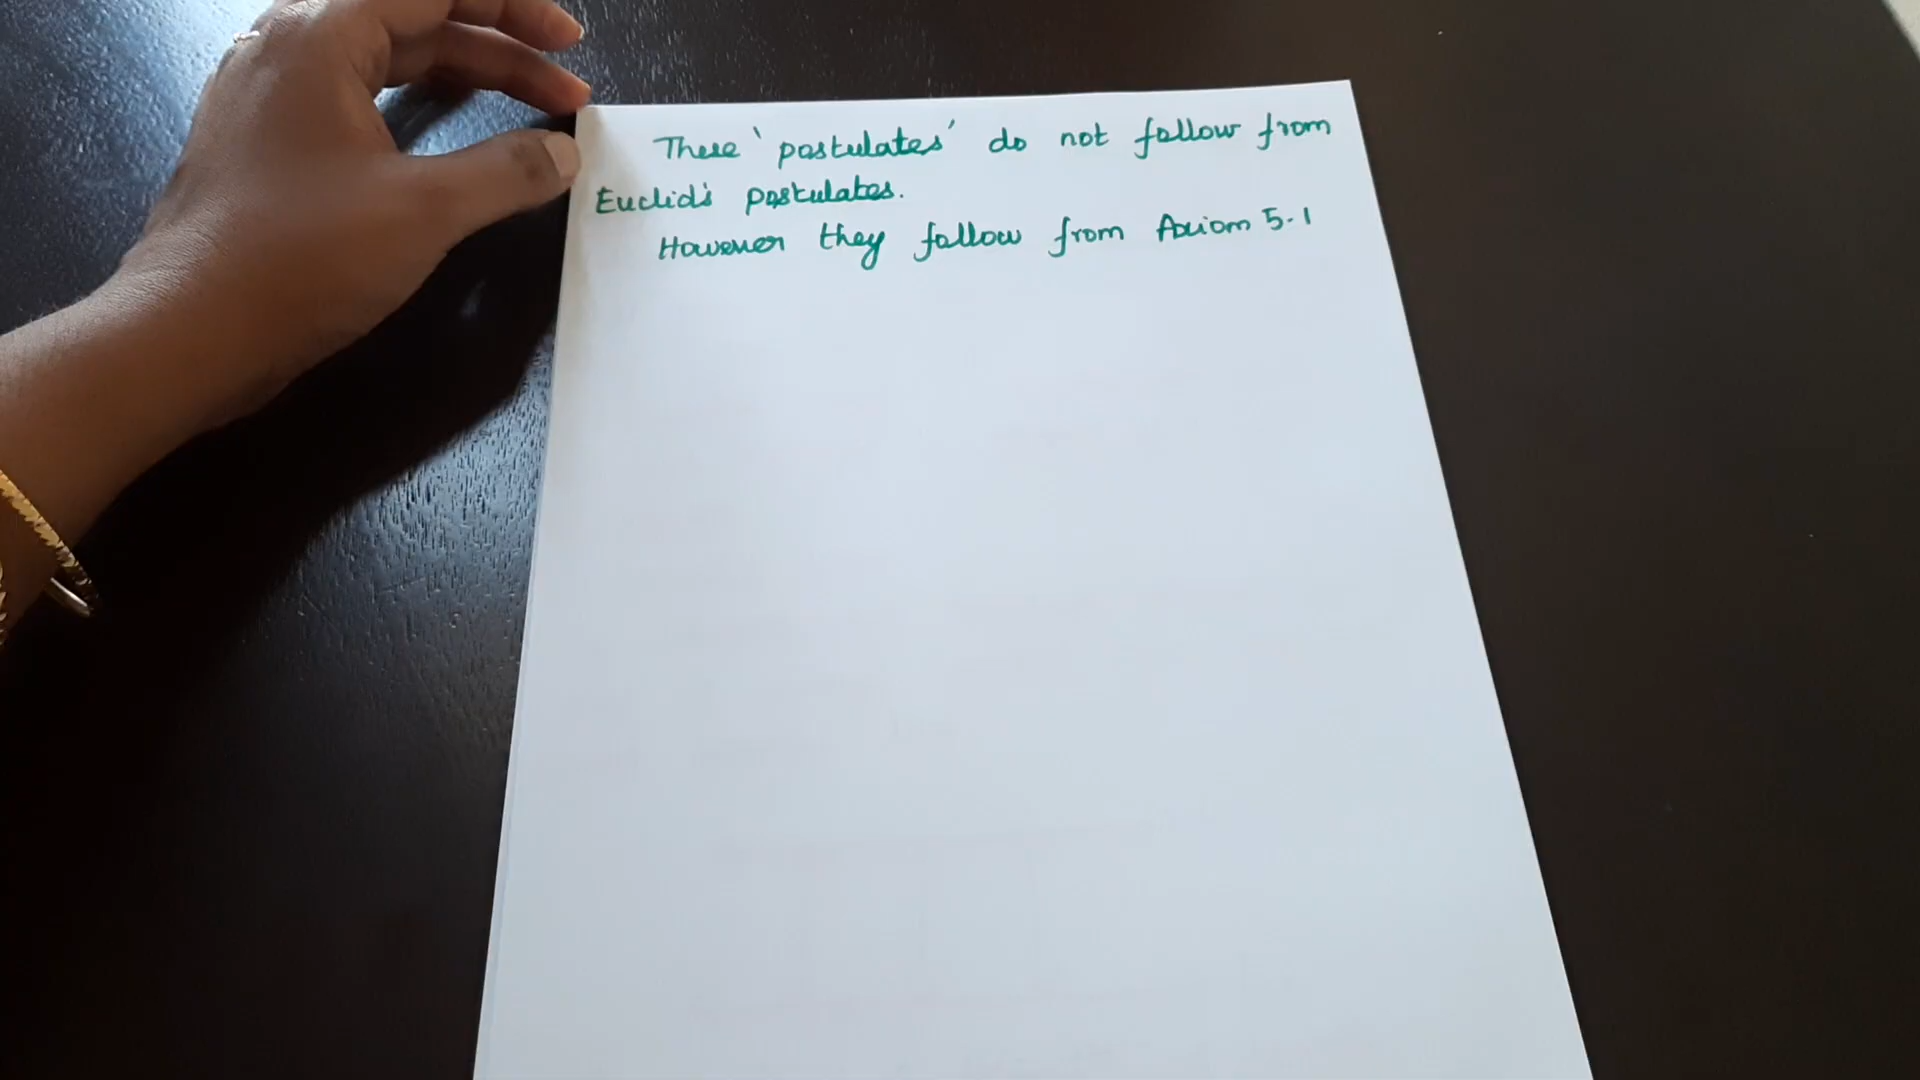 These 'postulates' do not follow from
Euclid's postulates.
However they follow from Axiom 5.1